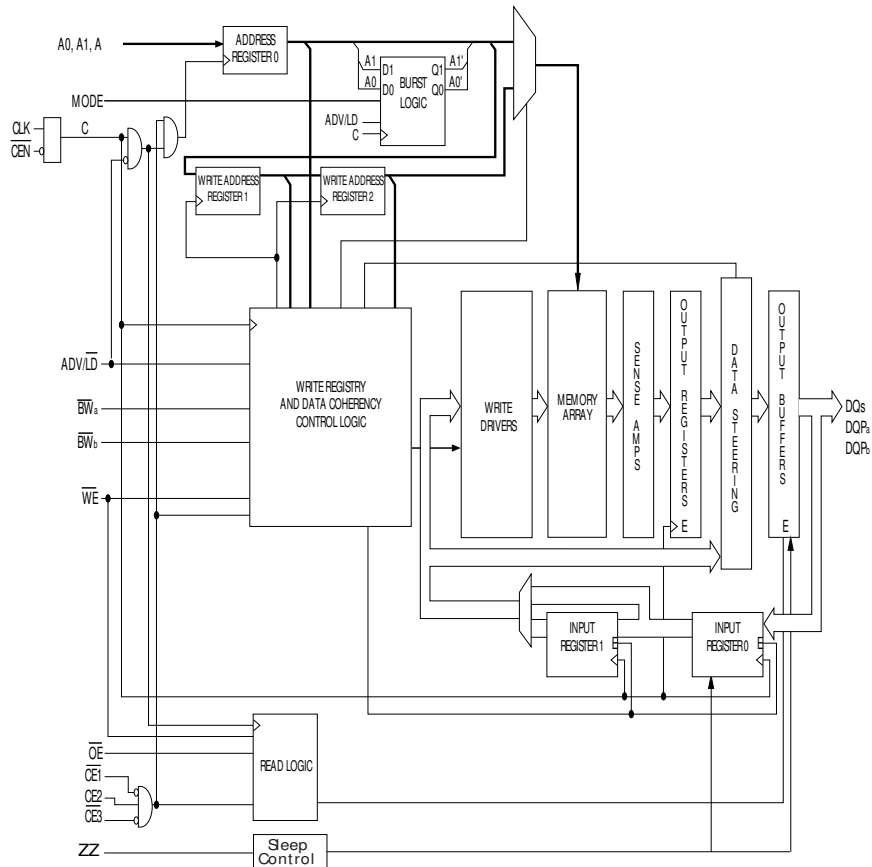 A0, A1, A
ADDRESS
REGISTER 0
A1
A0
D1
D0
BURST
LOGIC
Q1
Q0
A1'
A0'
MODE
ADV/LD
C
CLK
C
CEN
WRITE ADDRESS
REGISTER 1
WRITE ADDRESS
REGISTER 2
ADV/LD
BWa
BWb
WE
WRITE REGISTRY
AND DATA COHERENCY
CONTROL LOGIC
WRITE
DRIVERS
MEMORY
ARRAY
SENSE AMPS
OUTPUT REGISTERS
E
DATA STEERING
OUTPUT BUFFERS
E
DQs
DQPa
DQPb
INPUT
REGISTER 1
E
INPUT
REGISTER 0
E
OE
CE1
CE2
CE3
READ LOGIC
ZZ
Sleep
Control